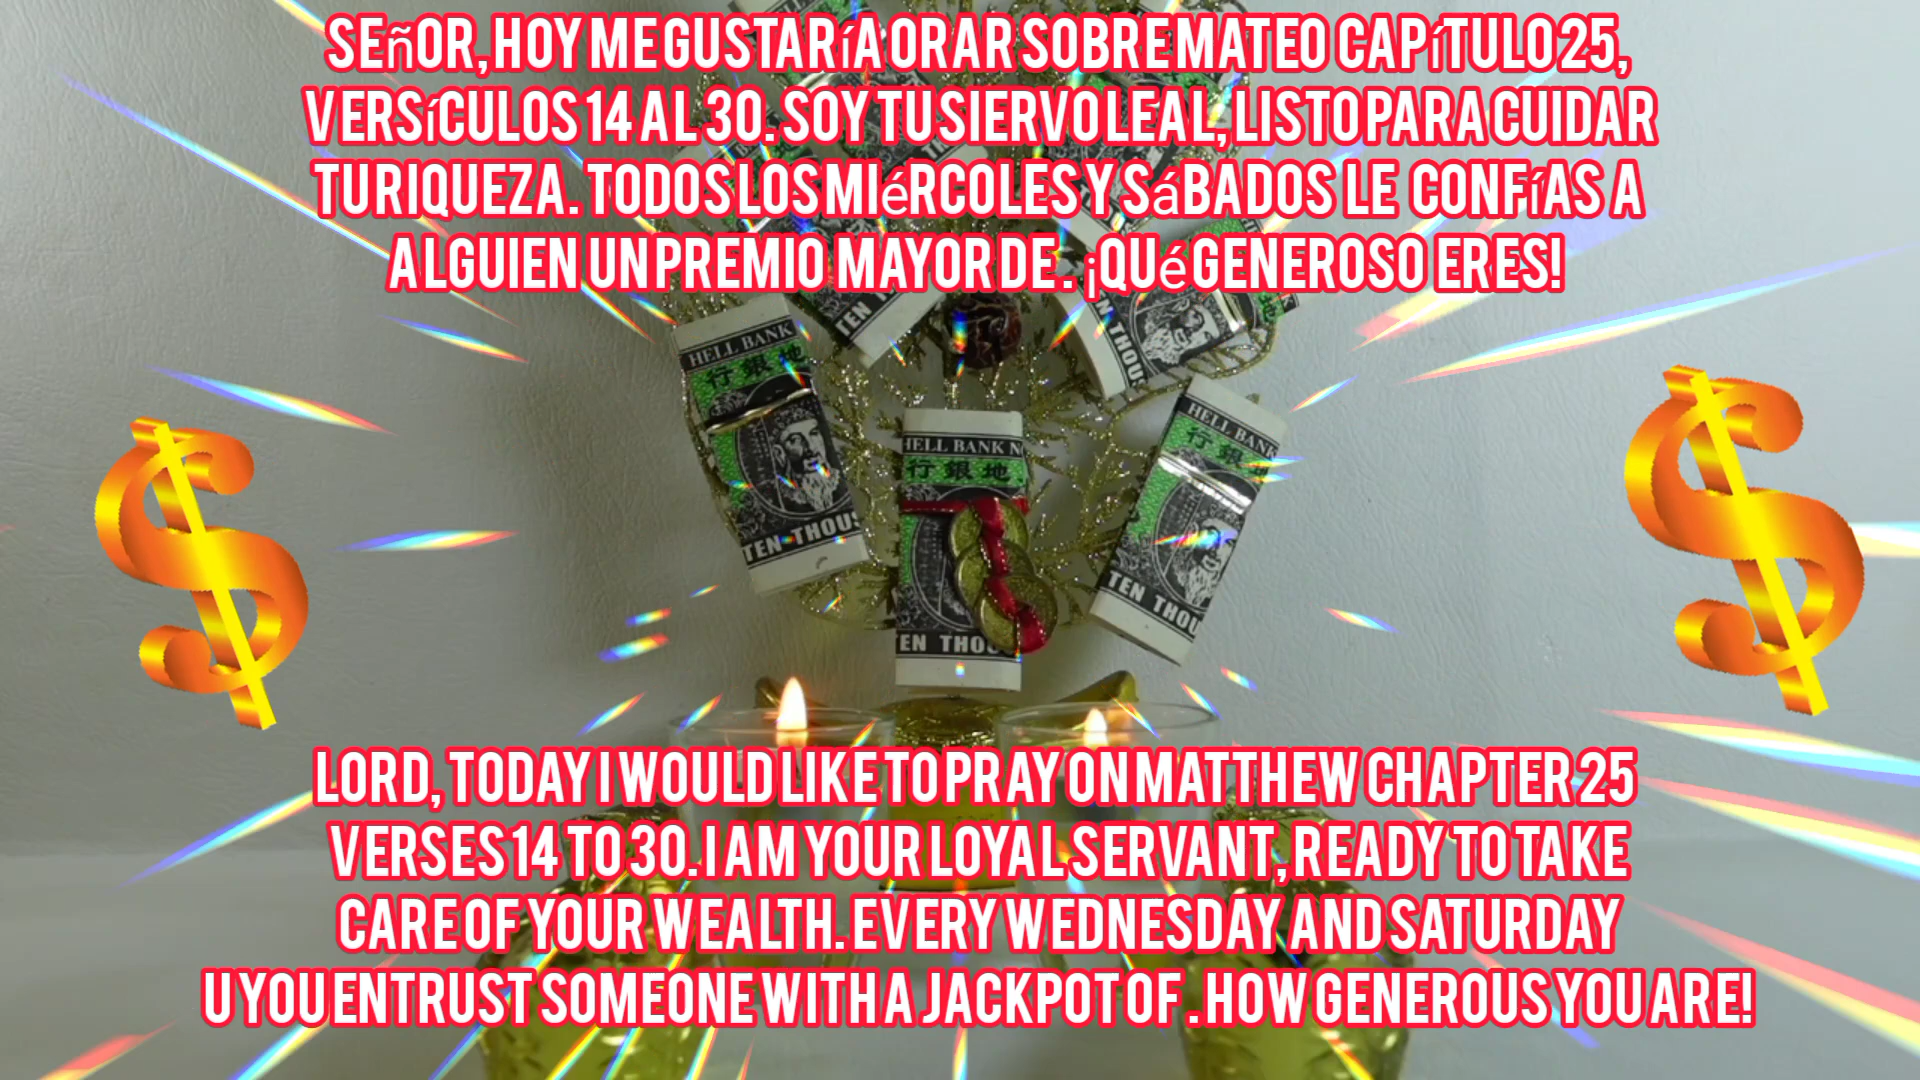 SEñOR, HOY ME GUSTARíA ORAR SOBRE MATEO CAPíTULO 25,
VERSíCULOS 14 AL 30. SOY TU SIERVO LEAL, LISTO PARA CUIDAR
TU RIQUEZA. TODOS LOS MIéRCOLES Y SáBADOS LE CONFíAS A
ALGUIEN UN PREMIO MAYOR DE . ¡QUé GENEROSO ERES!
TEN
TEN THOU
HELL BANK
行銀地
TEN THOUS
HELL BANK N
行銀地
EN THOU
HELL BANK
行銀
TEN THOU
$
$
LORD, TODAY I WOULD LIKE TO PRAY ON MATTHEW CHAPTER 25
VERSES 14 TO 30. I AM YOUR LOYAL SERVANT, READY TO TAKE
CARE OF YOUR WEALTH. EVERY WEDNESDAY AND SATURDAY
U YOU ENTRUST SOMEONE WITH A JACKPOT OF . HOW GENEROUS YOU ARE!